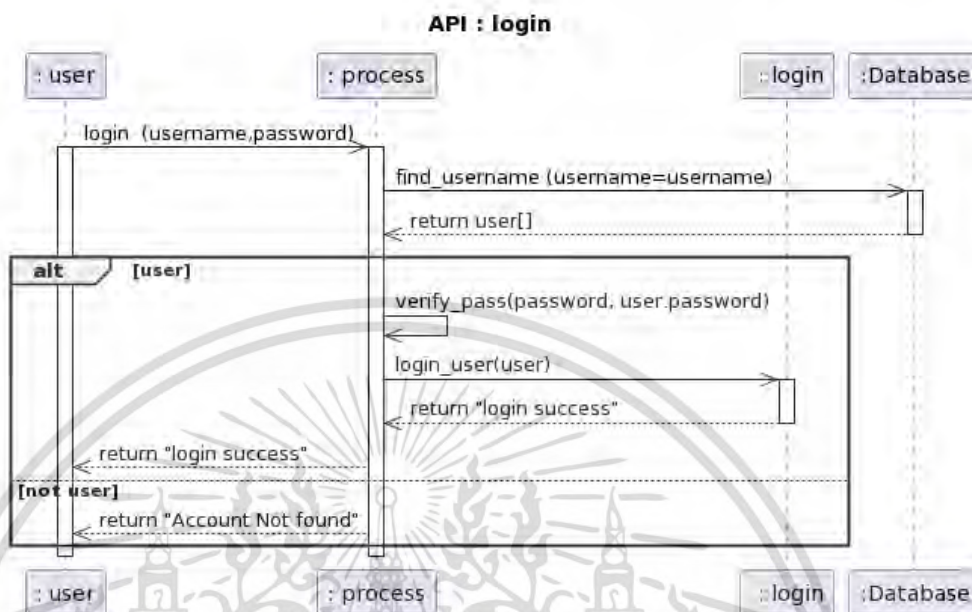 API : login
: user
: process
: login
:Database
login (username,password)
find_username (username=username)
return user[]
alt
[user]
verify_pass(password, user.password)
login_user(user)
return "login success"
return "login success"
[not user]
return "Account Not found"
: user
: process
: login
:Database